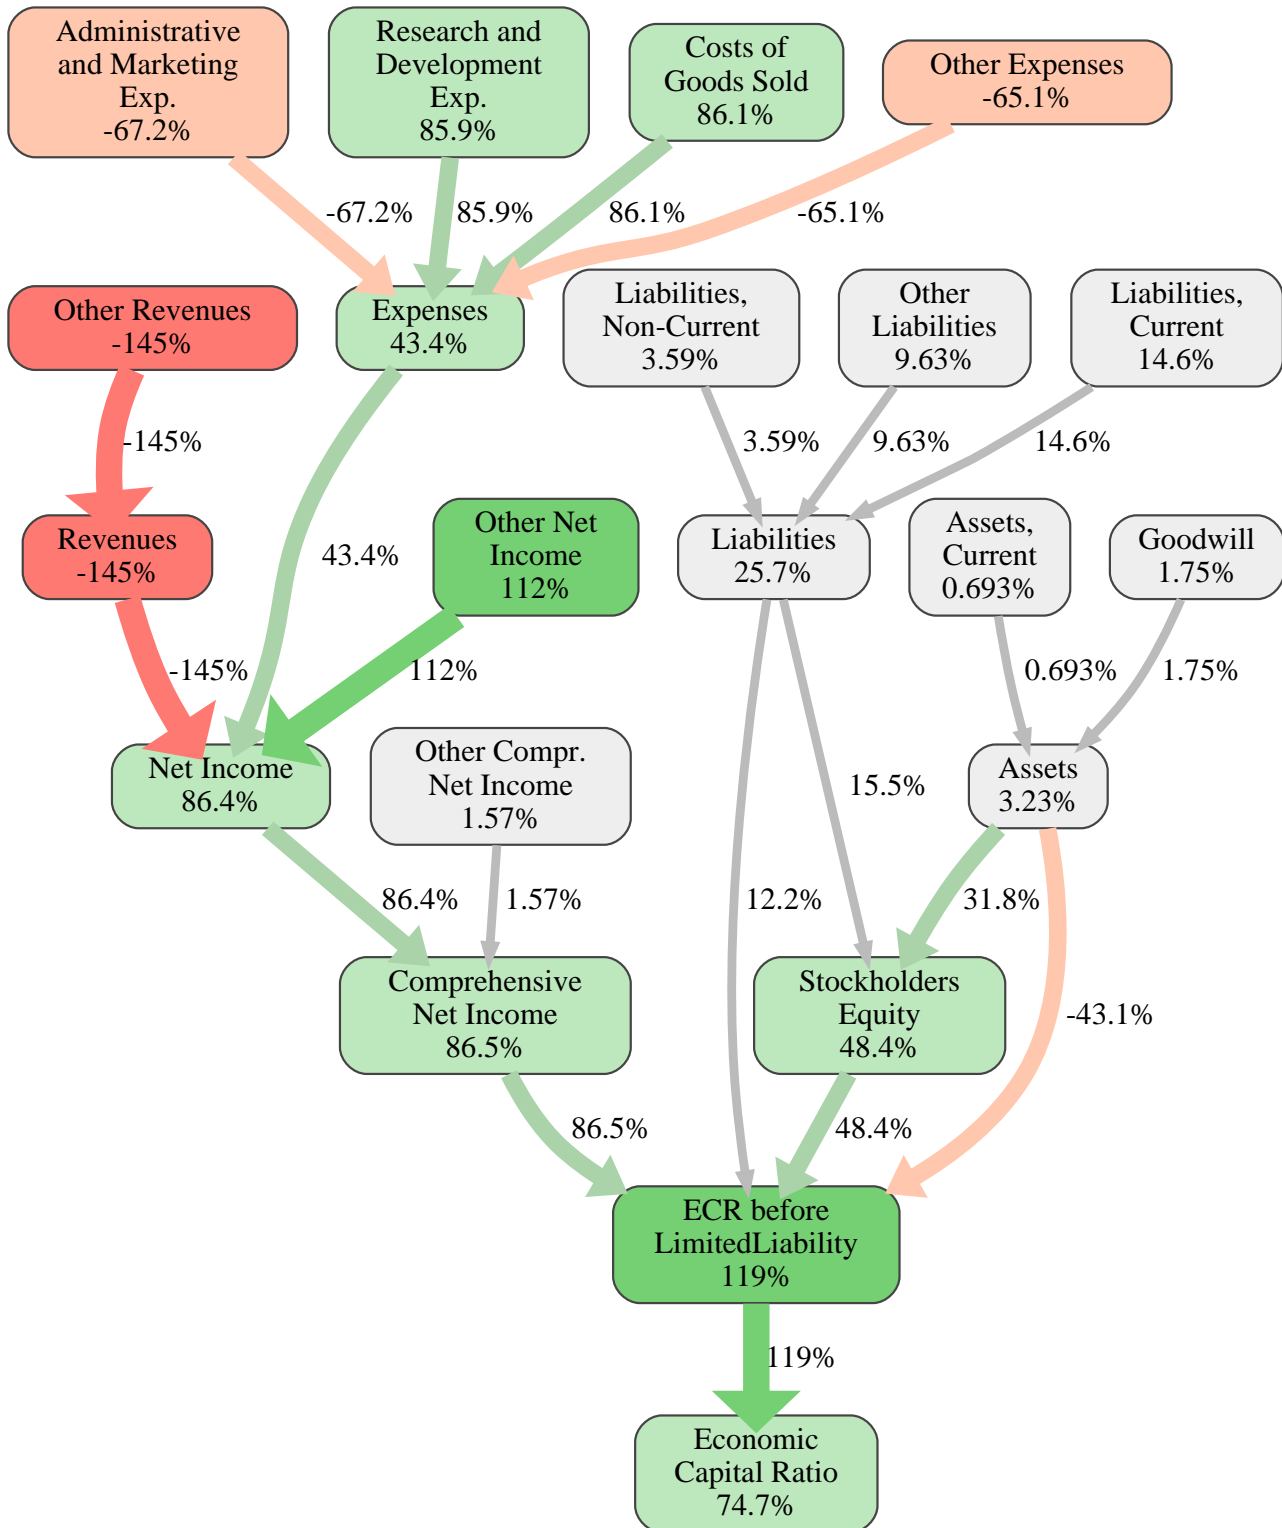 Administrative
and Marketing
Exp.
-67.2%
Research and
Development
Exp.
85.9%
Costs of
Goods Sold
86.1%
Other Expenses
-65.1%
-67.2%
85.9%
86.1%
-65.1%
Other Revenues
-145%
Expenses
43.4%
Liabilities,
Non-Current
3.59%
Other
Liabilities
9.63%
Liabilities,
Current
14.6%
-145%
3.59%
9.63%
14.6%
Revenues
-145%
43.4%
Other Net
Income
112%
Liabilities
25.7%
Assets,
Current
0.693%
Goodwill
1.75%
-145%
112%
0.693%
1.75%
Net Income
86.4%
Other Compr.
Net Income
1.57%
15.5%
Assets
3.23%
86.4%
1.57%
12.2%
31.8%
Comprehensive
Net Income
86.5%
Stockholders
Equity
48.4%
-43.1%
86.5%
48.4%
ECR before
LimitedLiability
119%
119%
Economic
Capital Ratio
74.7%